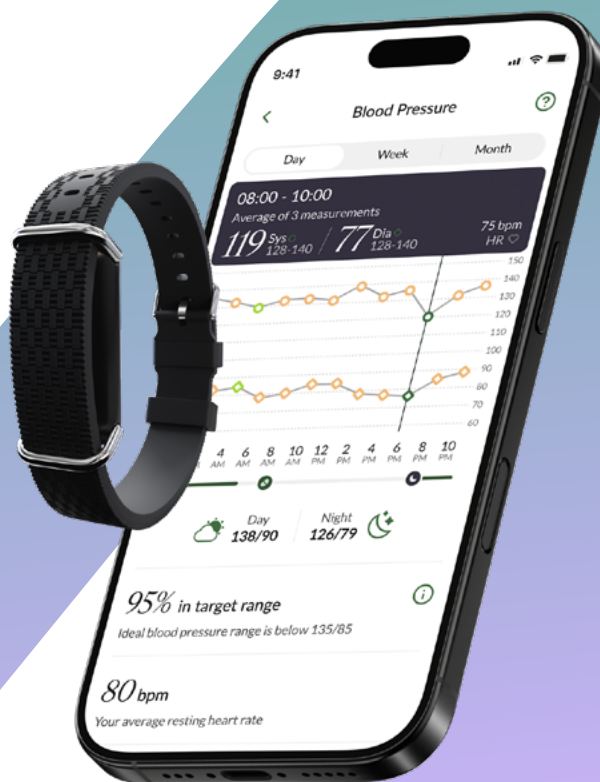 9:41
Blood Pressure
?
Day Week Month
08:00 - 10:00
Average of 3 measurements
119 Sys 128-140 / 77 Dia 128-140 75 bpm HR
150
140
130
120
110
100
90
80
70
60
4 AM 6 AM 8 AM 10 AM 12 PM 2 PM 4 PM 6 PM 8 PM 10 PM
Day 138/90
Night 126/79
95% in target range
i
Ideal blood pressure range is below 135/85
80 bpm
Your average resting heart rate